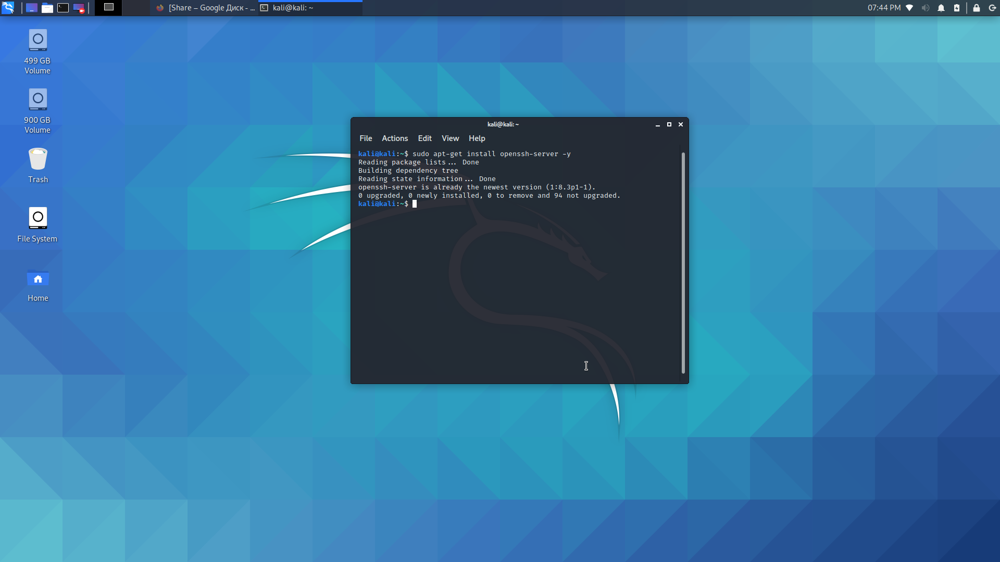 [Share – Google Диск - ...
kali@kali: ~
07:44 PM
499 GB
Volume
900 GB
Volume
Trash
File System
Home
kali@kali: ~
File Actions Edit View Help
kali@kali:~$ sudo apt-get install openssh-server -y
Reading package lists... Done
Building dependency tree
Reading state information... Done
openssh-server is already the newest version (1:8.3p1-1).
0 upgraded, 0 newly installed, 0 to remove and 94 not upgraded.
kali@kali:~$